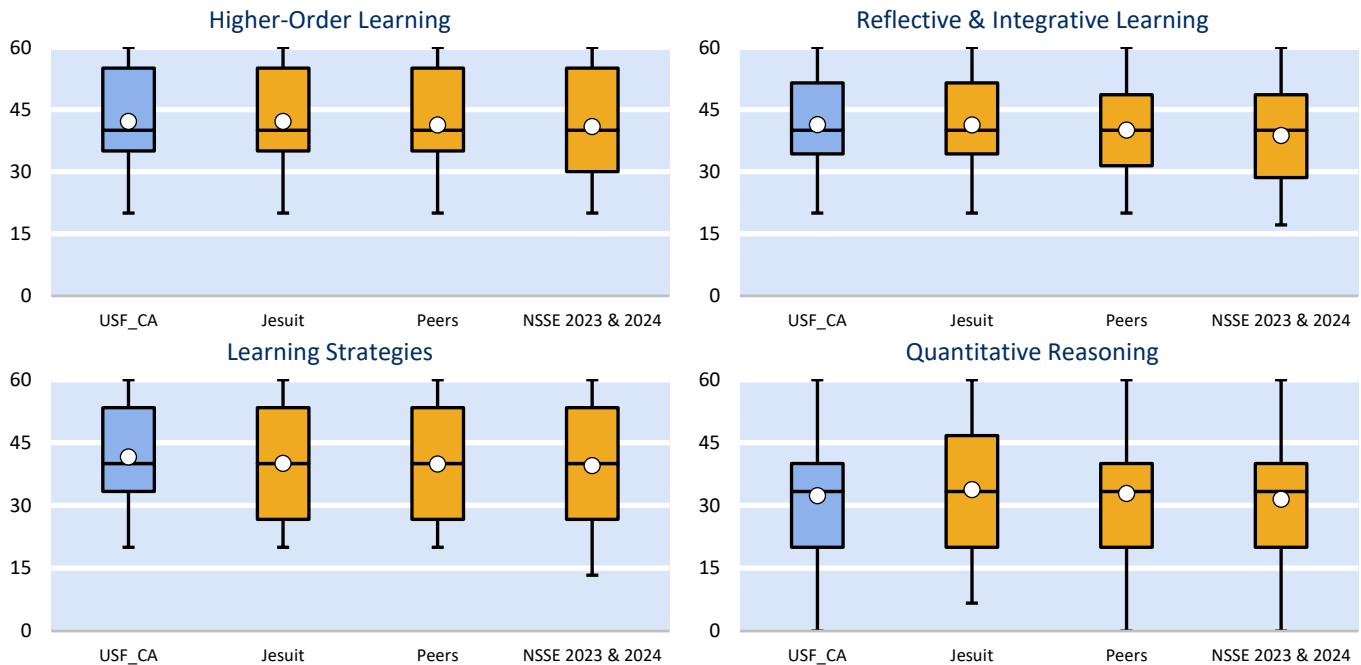 Higher-Order Learning
60
45
30
15
0
USF_CA Jesuit Peers NSSE 2023 & 2024
Reflective & Integrative Learning
60
45
30
15
0
USF_CA Jesuit Peers NSSE 2023 & 2024
Learning Strategies
60
45
30
15
0
USF_CA Jesuit Peers NSSE 2023 & 2024
Quantitative Reasoning
60
45
30
15
0
USF_CA Jesuit Peers NSSE 2023 & 2024